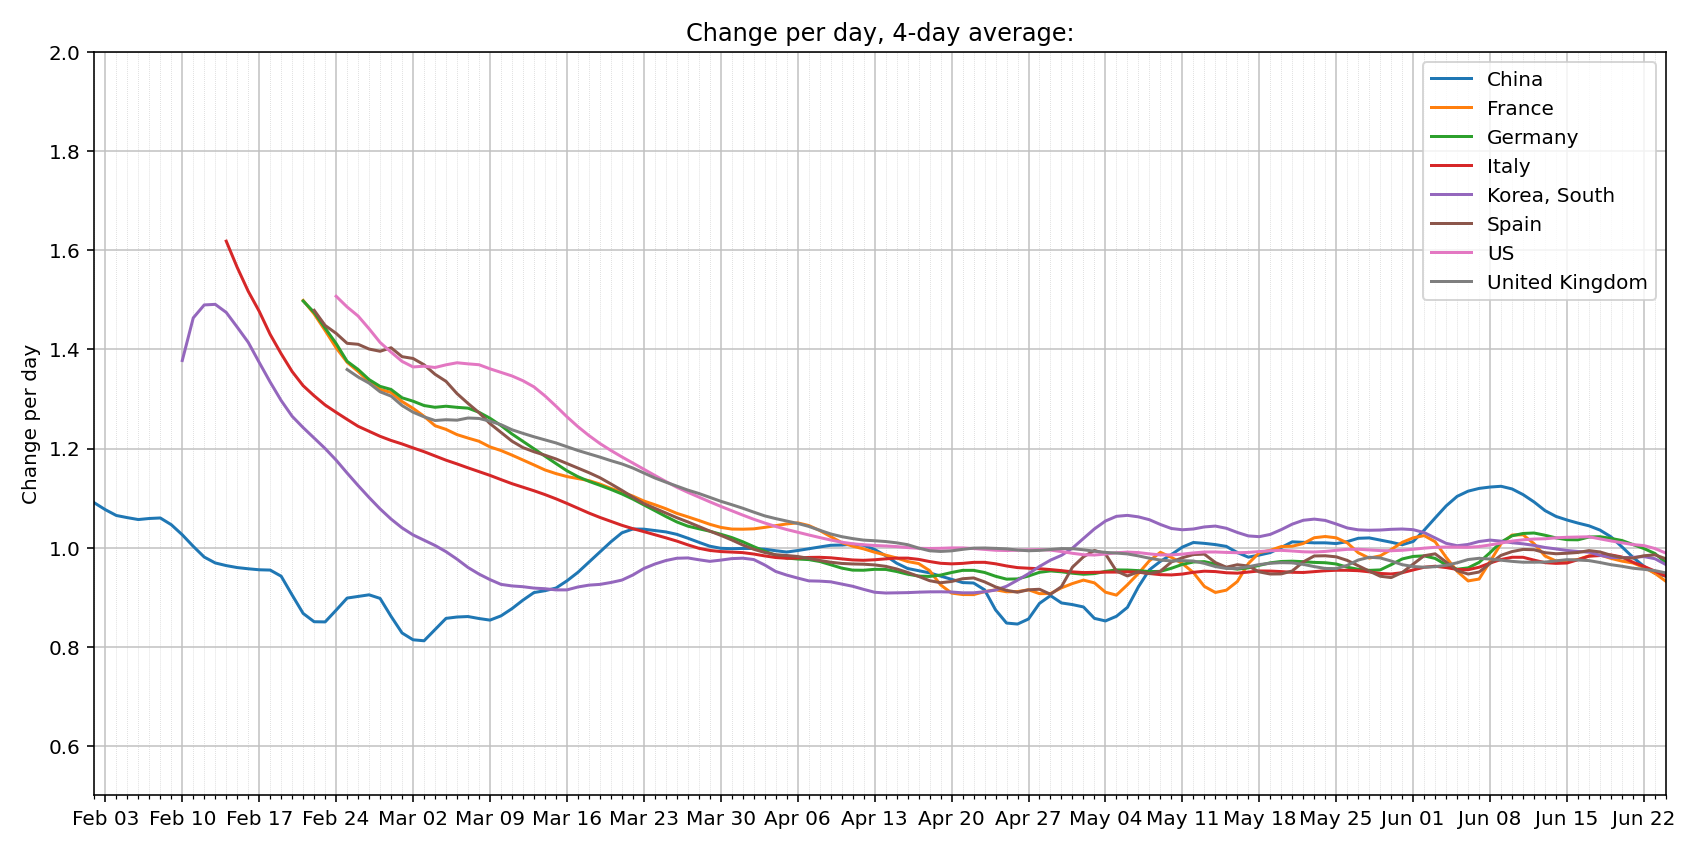 Change per day, 4-day average:
2.0
1.8
1.6
1.4
1.2
1.0
0.8
0.6
Change per day
China
France
Germany
Italy
Korea, South
Spain
US
United Kingdom
Feb 03 Feb 10 Feb 17 Feb 24 Mar 02 Mar 09 Mar 16 Mar 23 Mar 30 Apr 06 Apr 13 Apr 20 Apr 27 May 04 May 11 May 18 May 25 Jun 01 Jun 08 Jun 15 Jun 22